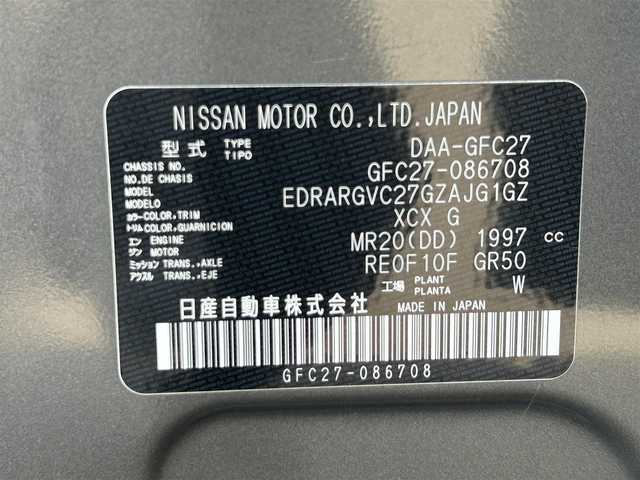 NISSAN MOTOR CO.,LTD.JAPAN
型式 TYPE TIPO DAA-GFC27
CHASSIS NO. NO.DE CHASIS GFC27-086708
MODEL MODELO EDRARGVC27GZAJG1GZ
カラー COLOR,TRIM トリム COLOR,GUARNICION XCX G
エン ENGINE ジン MOTOR MR20(DD) 1997 CC
ミッション TRANS.,AXLE アクスル TRANS.,EJE RE0F10F GR50
工場 PLANT PLANTA W
日産自動車株式会社 MADE IN JAPAN
GFC27-086708